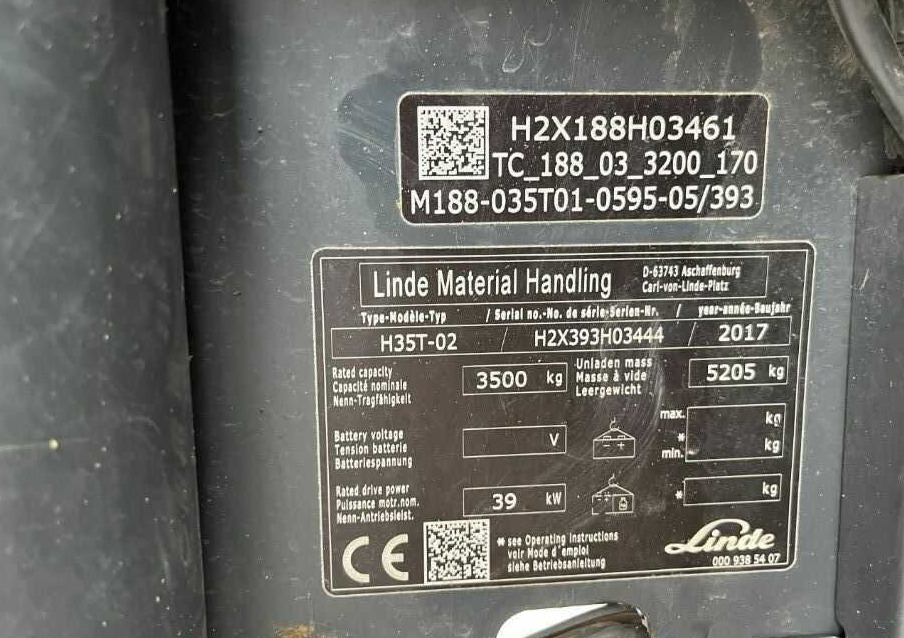 H2X188H03461
TC_188_03_3200_170
M188-035T01-0595-05/393
Linde Material Handling
D-63743 Aschaffenburg
Carl-von-Linde-Platz
Type-Modèle-Typ / Serial no.-No. de série-Serien-Nr. / year-année-Baujahr
H35T-02 / H2X393H03444 / 2017
Rated capacity
Capacité nominale
Nenn-Tragfähigkeit
3500 kg
Unladen mass
Masse à vide
Leergewicht
5205 kg
Battery voltage
Tension batterie
Batteriespannung
V
max. kg
*
min. kg
Rated drive power
Puissance motr.nom.
Nenn-Antriebsleist.
39 kW
* kg
CE
* see Operating Instructions
voir Mode d'emploi
siehe Betriebsanleitung
Linde
000 938 54 07